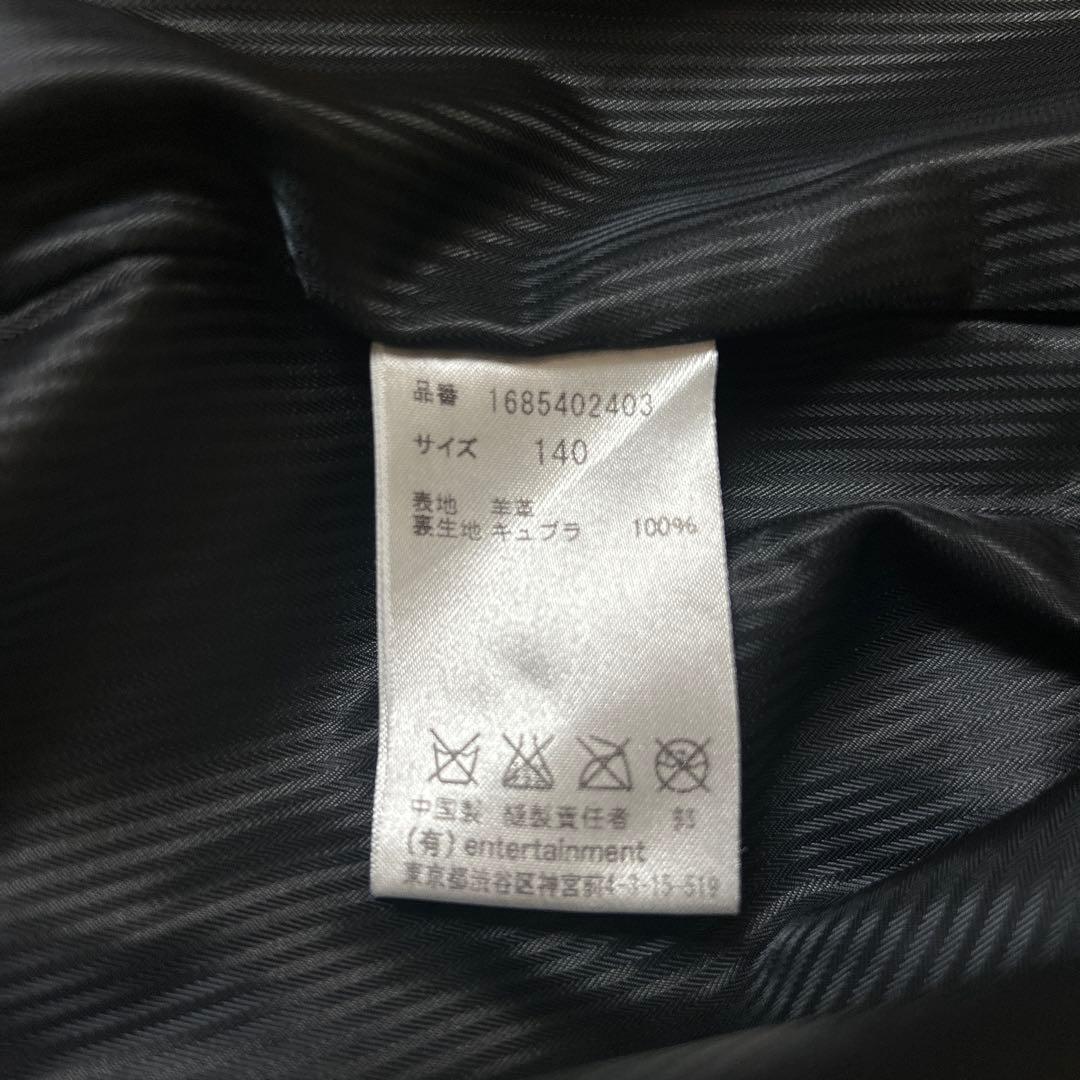 品番 1685402403
サイズ 140
表地 羊革
裏生地 キュプラ 100%
中国製 縫製責任者
(有) entertainment
東京都渋谷区神宮前4-3-15-519